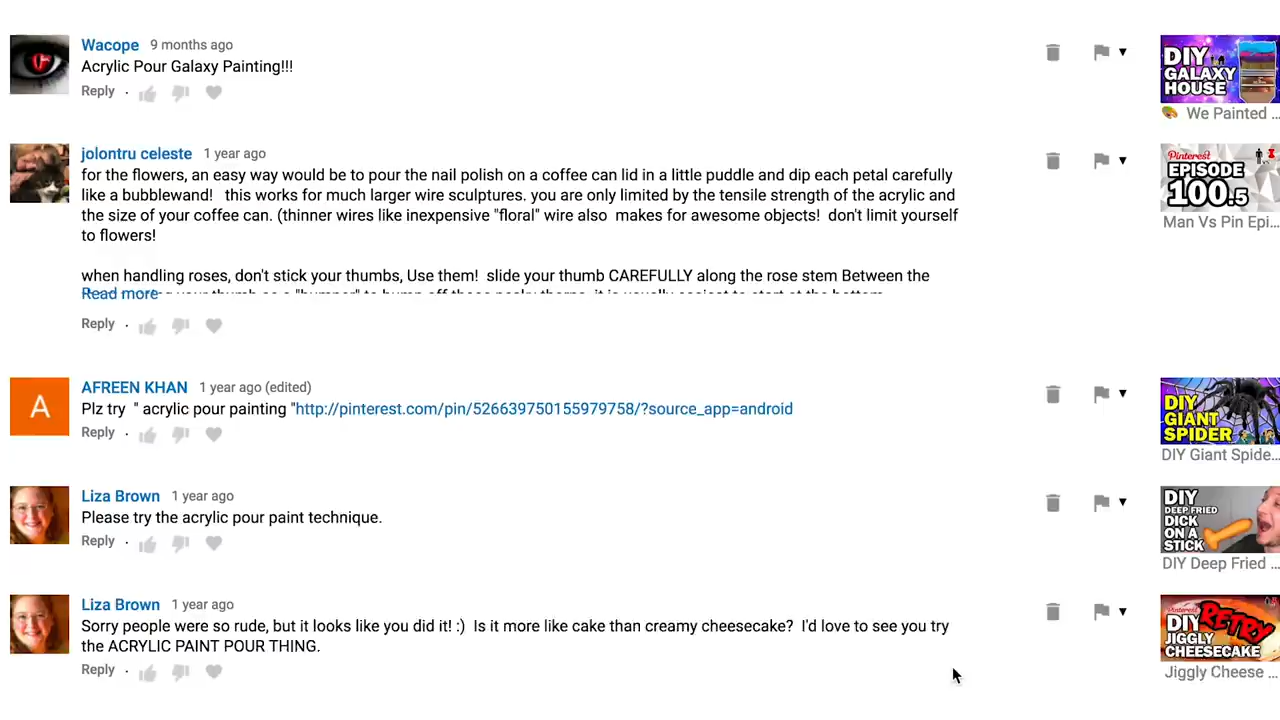 Wacope 9 months ago
Acrylic Pour Galaxy Painting!!!
Reply
DIY
GALAXY
HOUSE
We Painted ...
jolontru celeste 1 year ago
for the flowers, an easy way would be to pour the nail polish on a coffee can lid in a little puddle and dip each petal carefully
like a bubblewand! this works for much larger wire sculptures. you are only limited by the tensile strength of the acrylic and
the size of your coffee can. (thinner wires like inexpensive "floral" wire also makes for awesome objects! don't limit yourself
to flowers!
when handling roses, don't stick your thumbs, Use them! slide your thumb CAREFULLY along the rose stem Between the
Read more
Reply
Pinterest
EPISODE
100.5
Man Vs Pin Epi...
AFREEN KHAN 1 year ago (edited)
Plz try " acrylic pour painting "http://pinterest.com/pin/526639750155979758/?source_app=android
Reply
A
DIY
GIANT
SPIDER
DIY Giant Spide...
Liza Brown 1 year ago
Please try the acrylic pour paint technique.
Reply
DIY
DEEP FRIED
DICK
ON A
STICK
DIY Deep Fried ...
Liza Brown 1 year ago
Sorry people were so rude, but it looks like you did it! :) Is it more like cake than creamy cheesecake? I'd love to see you try
the ACRYLIC PAINT POUR THING.
Reply
Pinterest
DIY RETRY
JIGGLY
CHEESECAKE
Jiggly Cheese ...